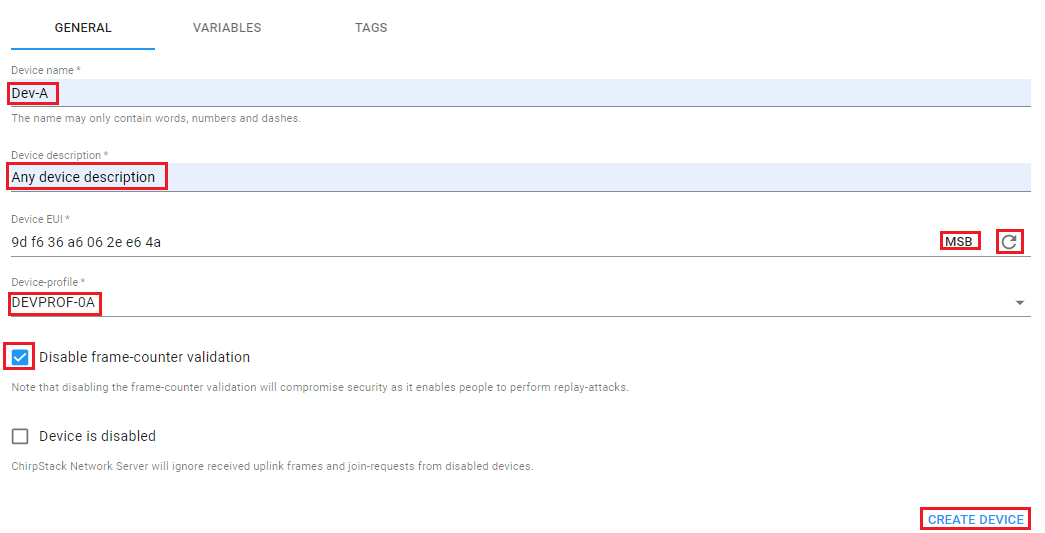 GENERAL VARIABLES TAGS
Device name *
Dev-A
The name may only contain words, numbers and dashes.
Device description *
Any device description
Device EUI *
9d f6 36 a6 06 2e e6 4a MSB
Device-profile *
DEVPROF-0A
Disable frame-counter validation
Note that disabling the frame-counter validation will compromise security as it enables people to perform replay-attacks.
Device is disabled
ChirpStack Network Server will ignore received uplink frames and join-requests from disabled devices.
CREATE DEVICE